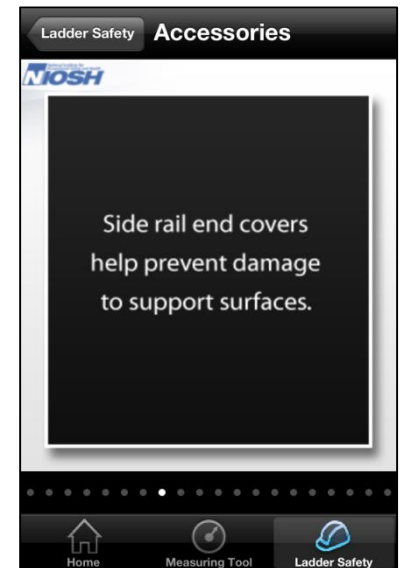 Ladder Safety Accessories
NIOSH
Side rail end covers
help prevent damage
to support surfaces.
Home Measuring Tool Ladder Safety